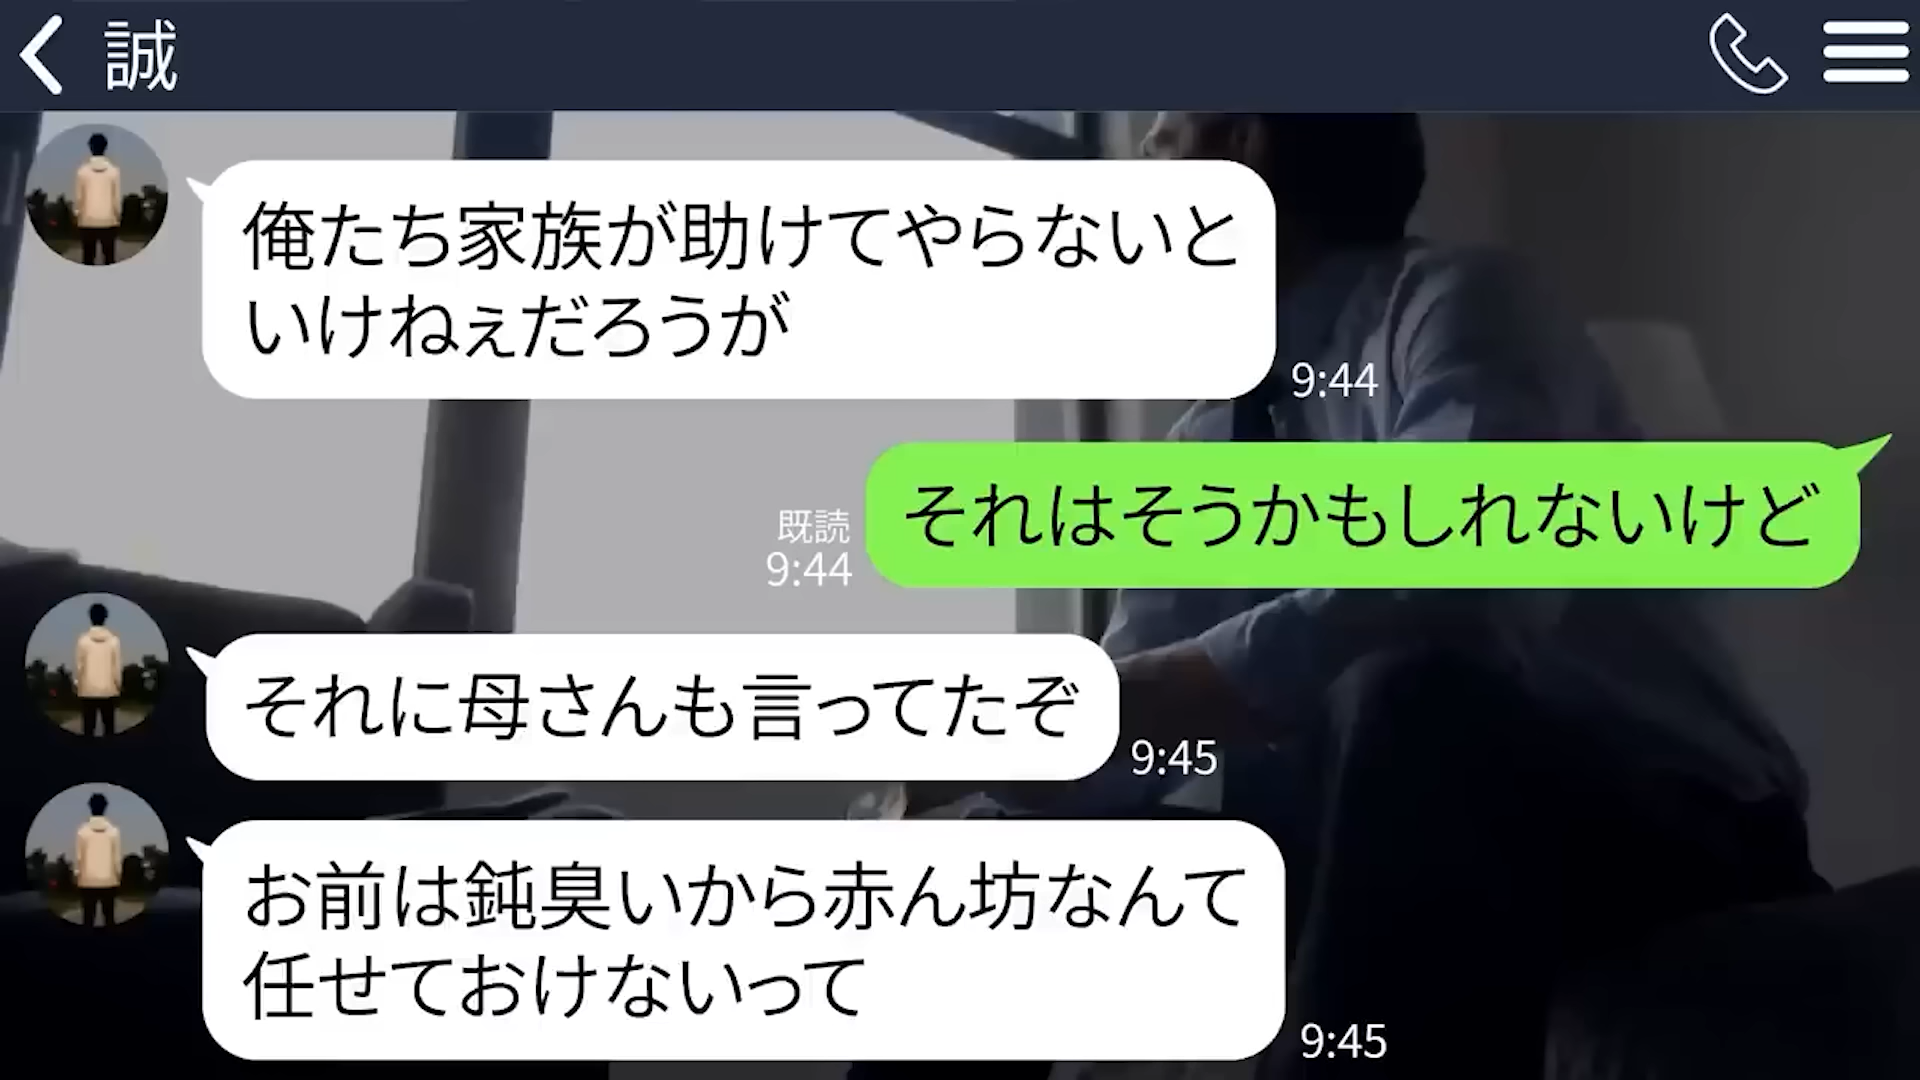 誠
俺たち家族が助けてやらないと
いけねぇだろうが
9:44
それはそうかもしれないけど
既読
9:44
それに母さんも言ってたぞ
9:45
お前は鈍臭いから赤ん坊なんて
任せておけないって
9:45